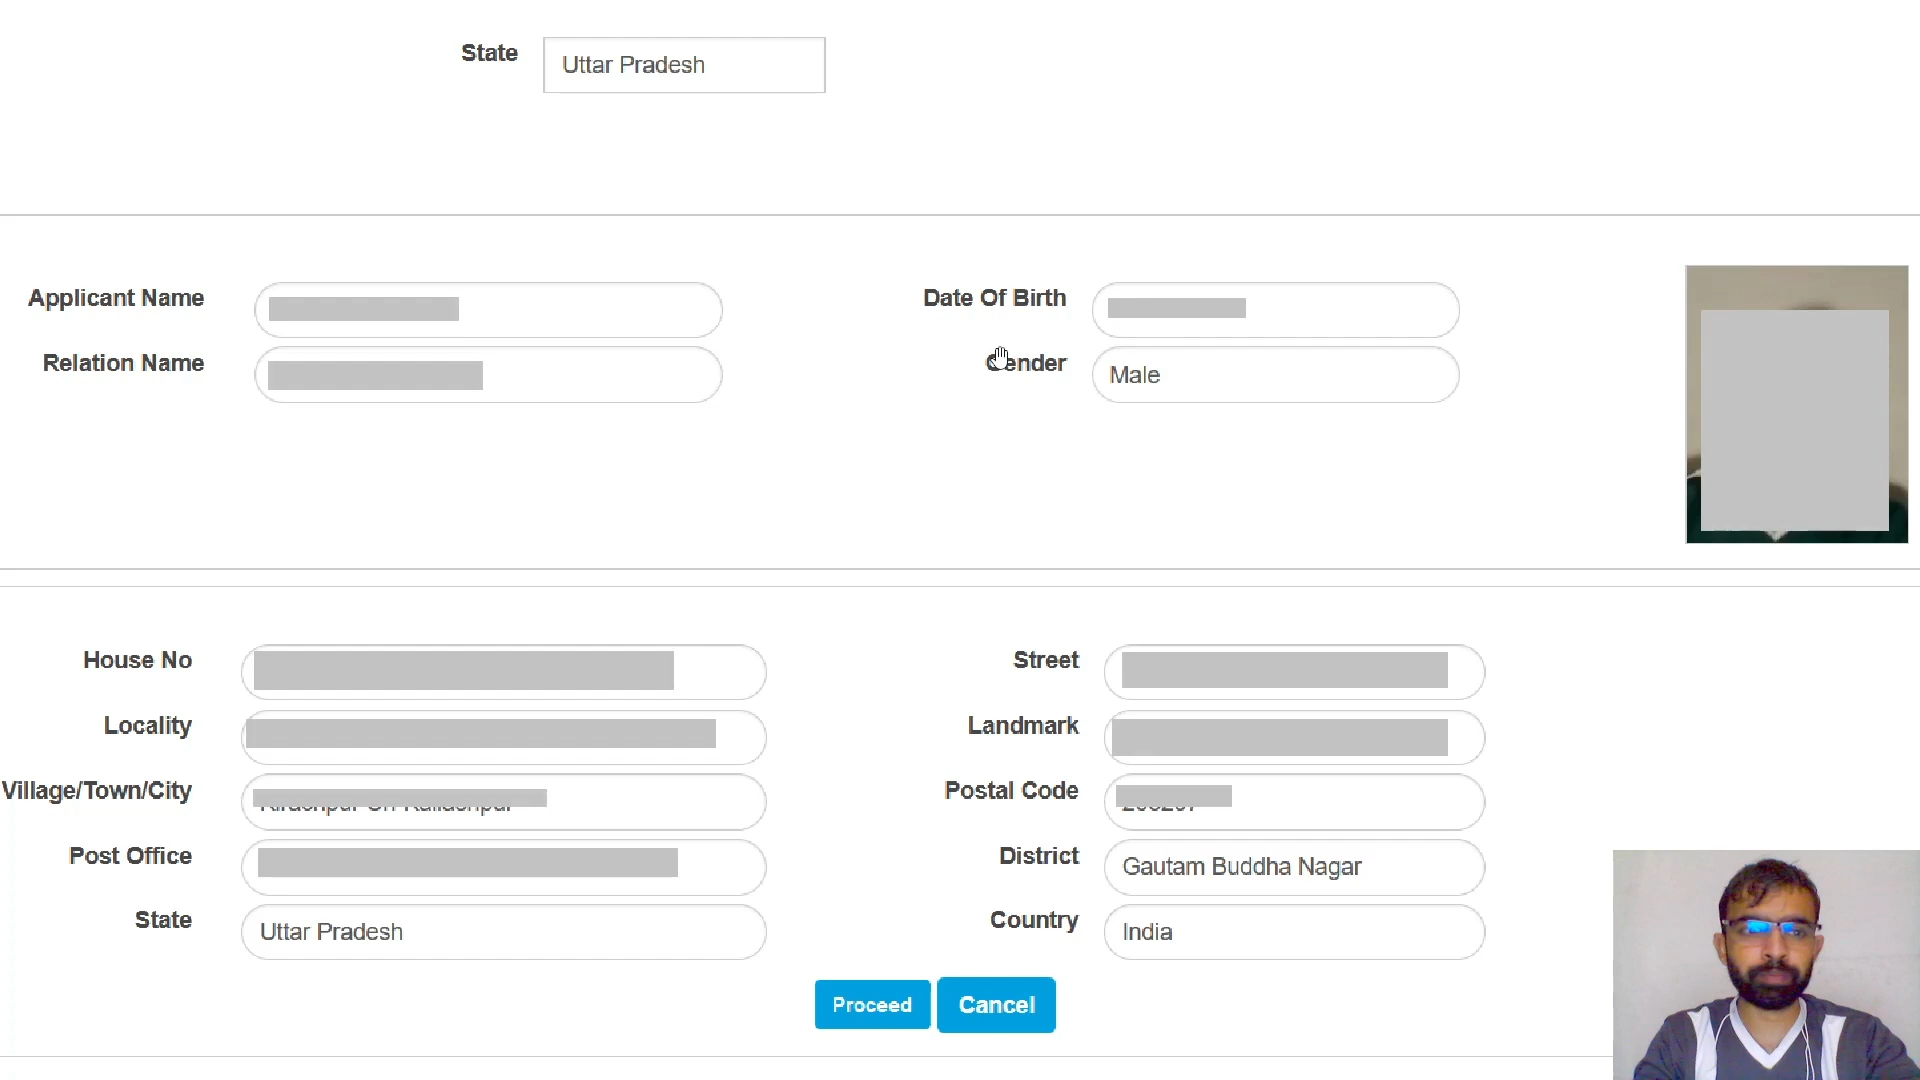 State Uttar Pradesh
Applicant Name Date Of Birth
Relation Name Gender Male
House No Street
Locality Landmark
Village/Town/City Postal Code
Post Office District Gautam Buddha Nagar
State Uttar Pradesh Country India
Proceed Cancel